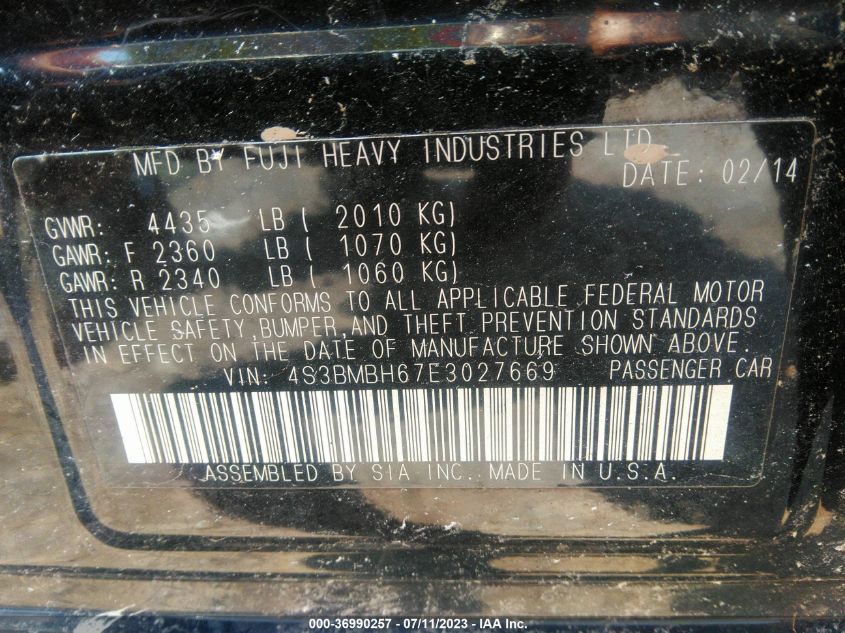 MFD BY FUJI HEAVY INDUSTRIES LTD.
DATE: 02/14
GVWR: 4435 LB ( 2010 KG)
GAWR: F 2360 LB ( 1070 KG)
GAWR: R 2340 LB ( 1060 KG)
THIS VEHICLE CONFORMS TO ALL APPLICABLE FEDERAL MOTOR
VEHICLE SAFETY, BUMPER, AND THEFT PREVENTION STANDARDS
IN EFFECT ON THE DATE OF MANUFACTURE SHOWN ABOVE.
VIN: 4S3BMBH67E3027669 PASSENGER CAR
ASSEMBLED BY SIA INC. MADE IN U.S.A.
000-36990257 - 07/11/2023 - IAA Inc.